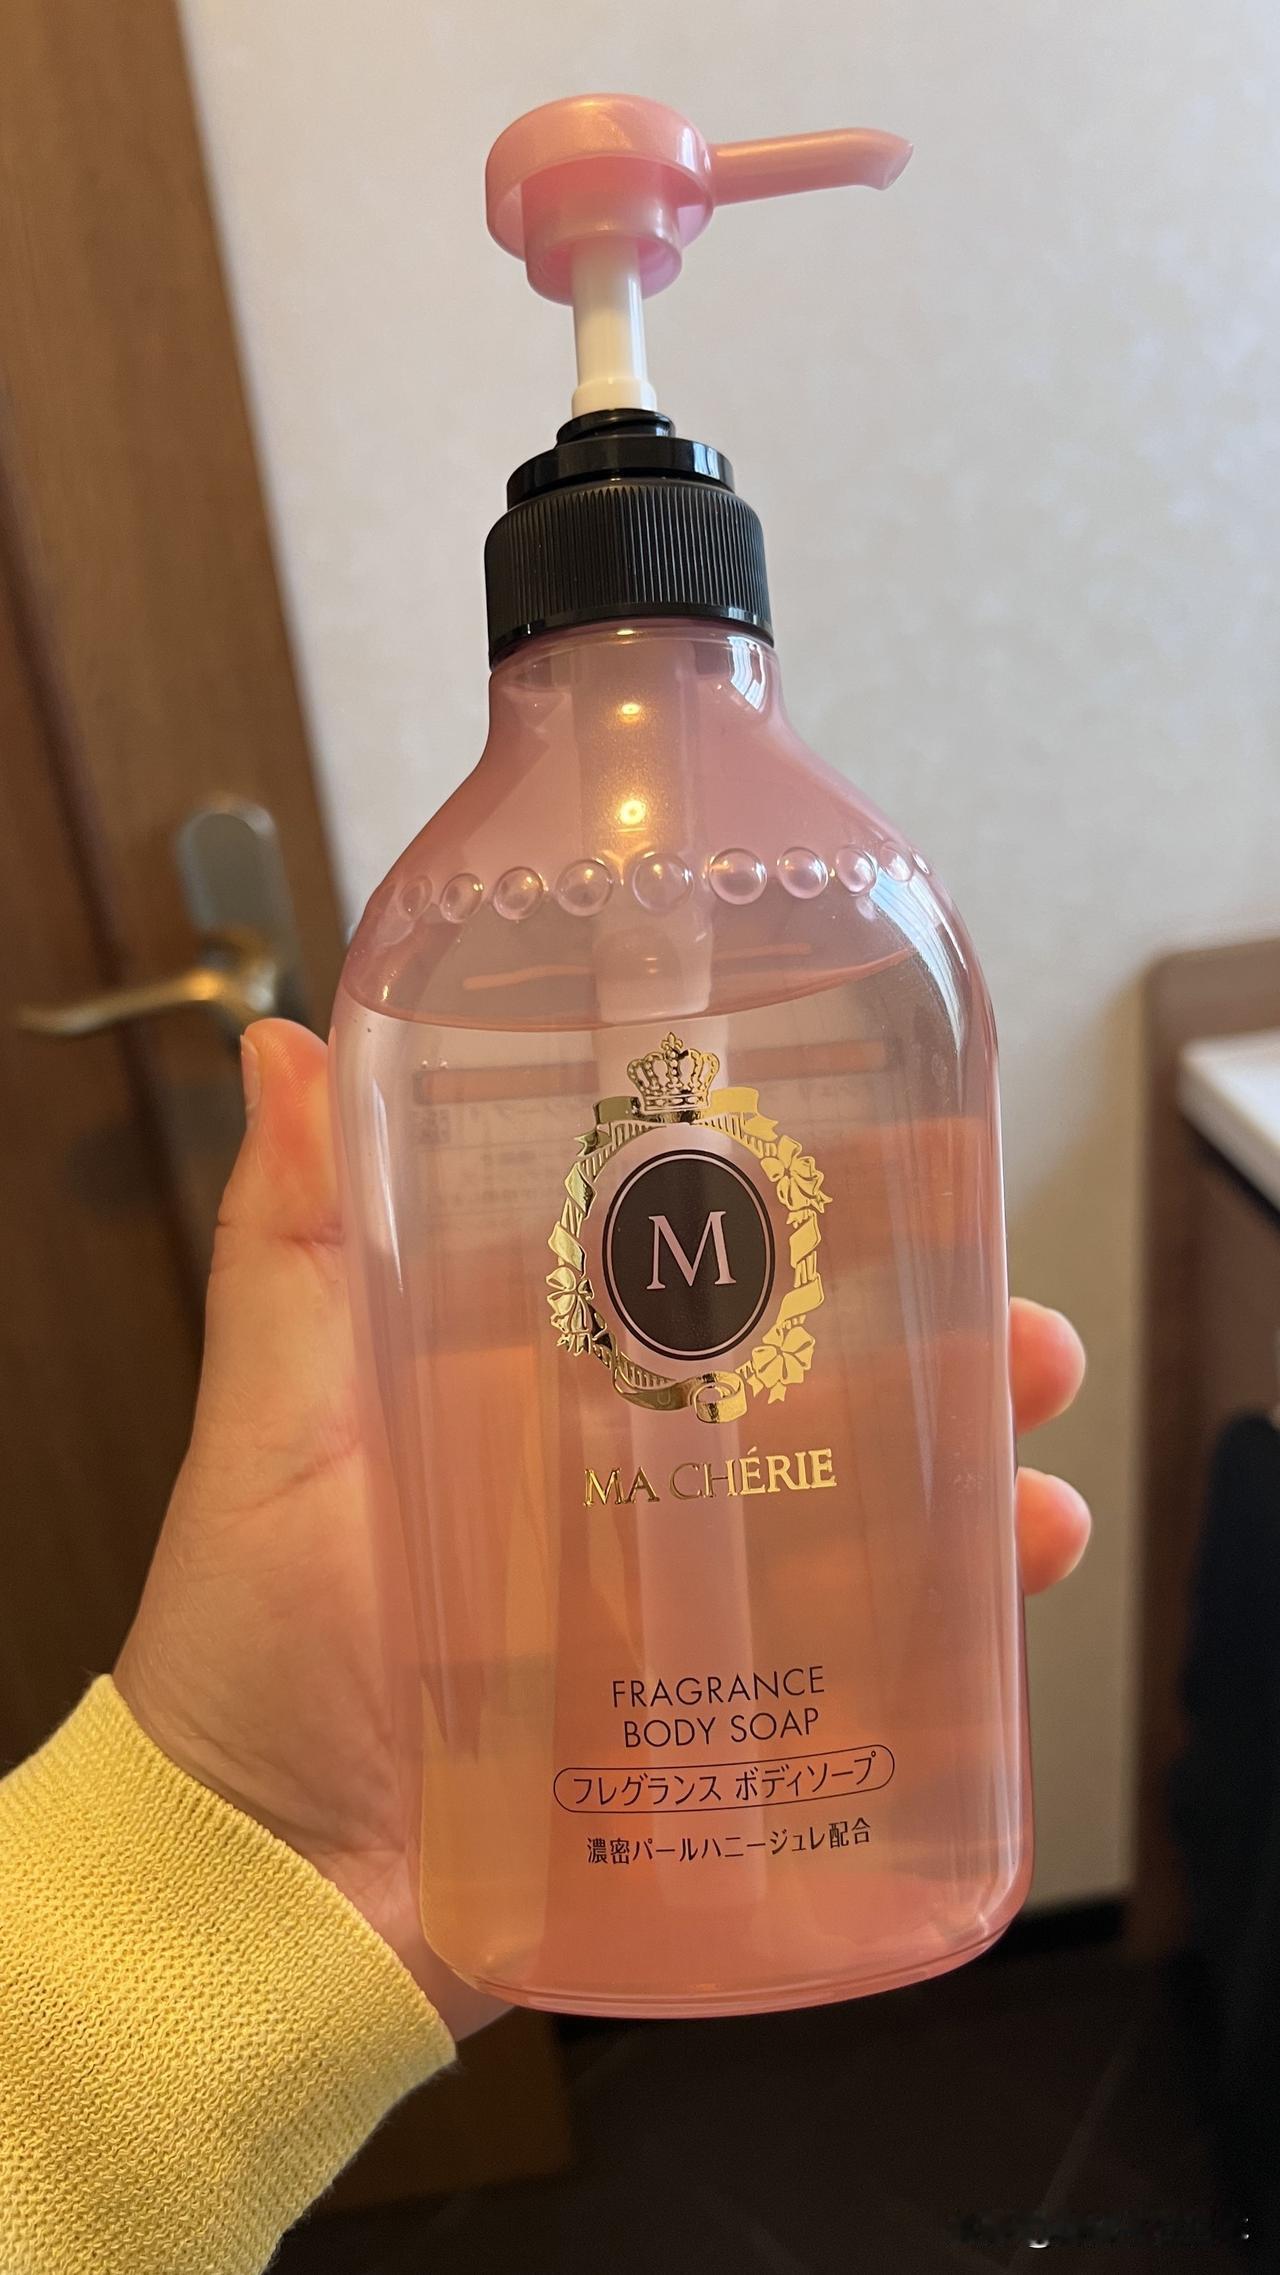 M
MA CHÉRIE
FRAGRANCE
BODY SOAP
フレグランス ボディソープ
濃密パールハニージュレ配合